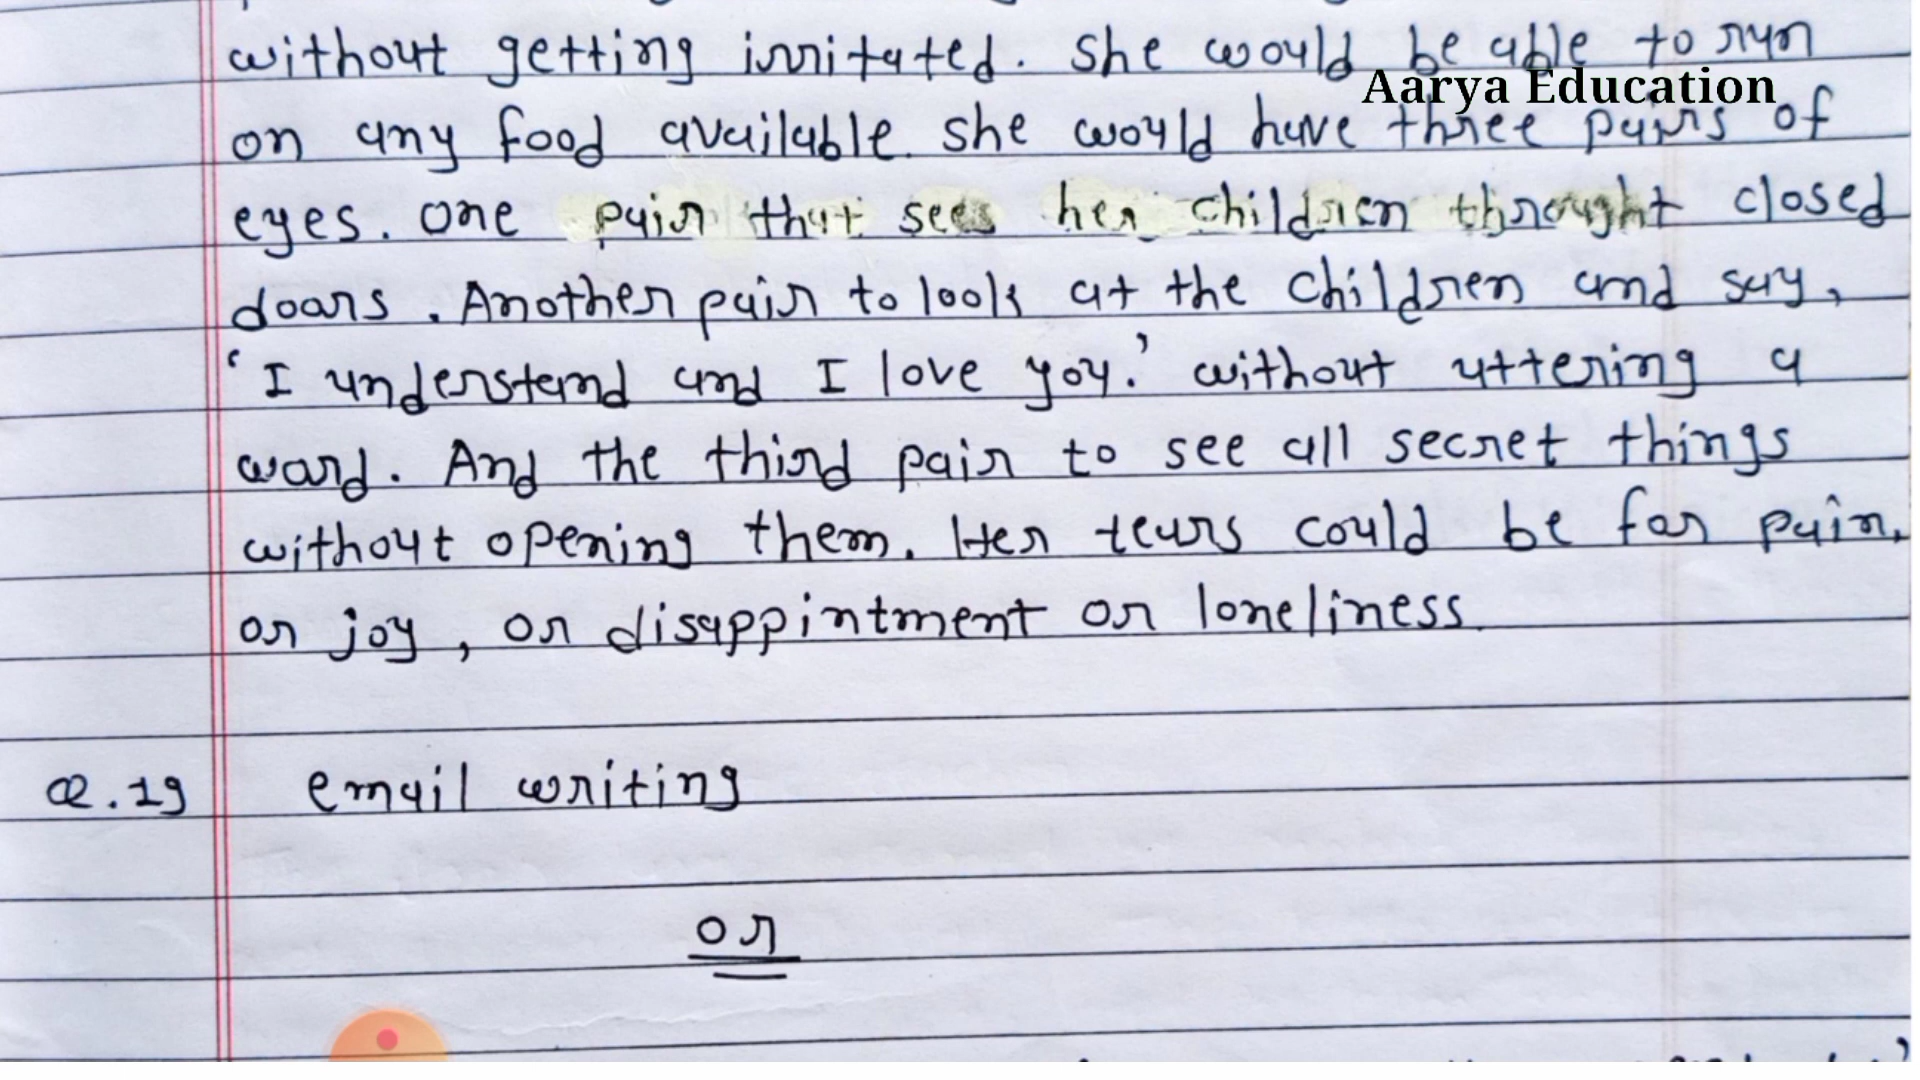 without getting irritated. She would be able to run
Aarya Education
on any food available. She would have three pairs of
eyes. One pair that sees her children throught closed
doors. Another pair to look at the children and say,
'I understand and I love you.' without uttering a
word. And the third pair to see all secret things
without opening them. Her tears could be for pain,
or joy, or disappintment or loneliness.
Q.19 email writing
or